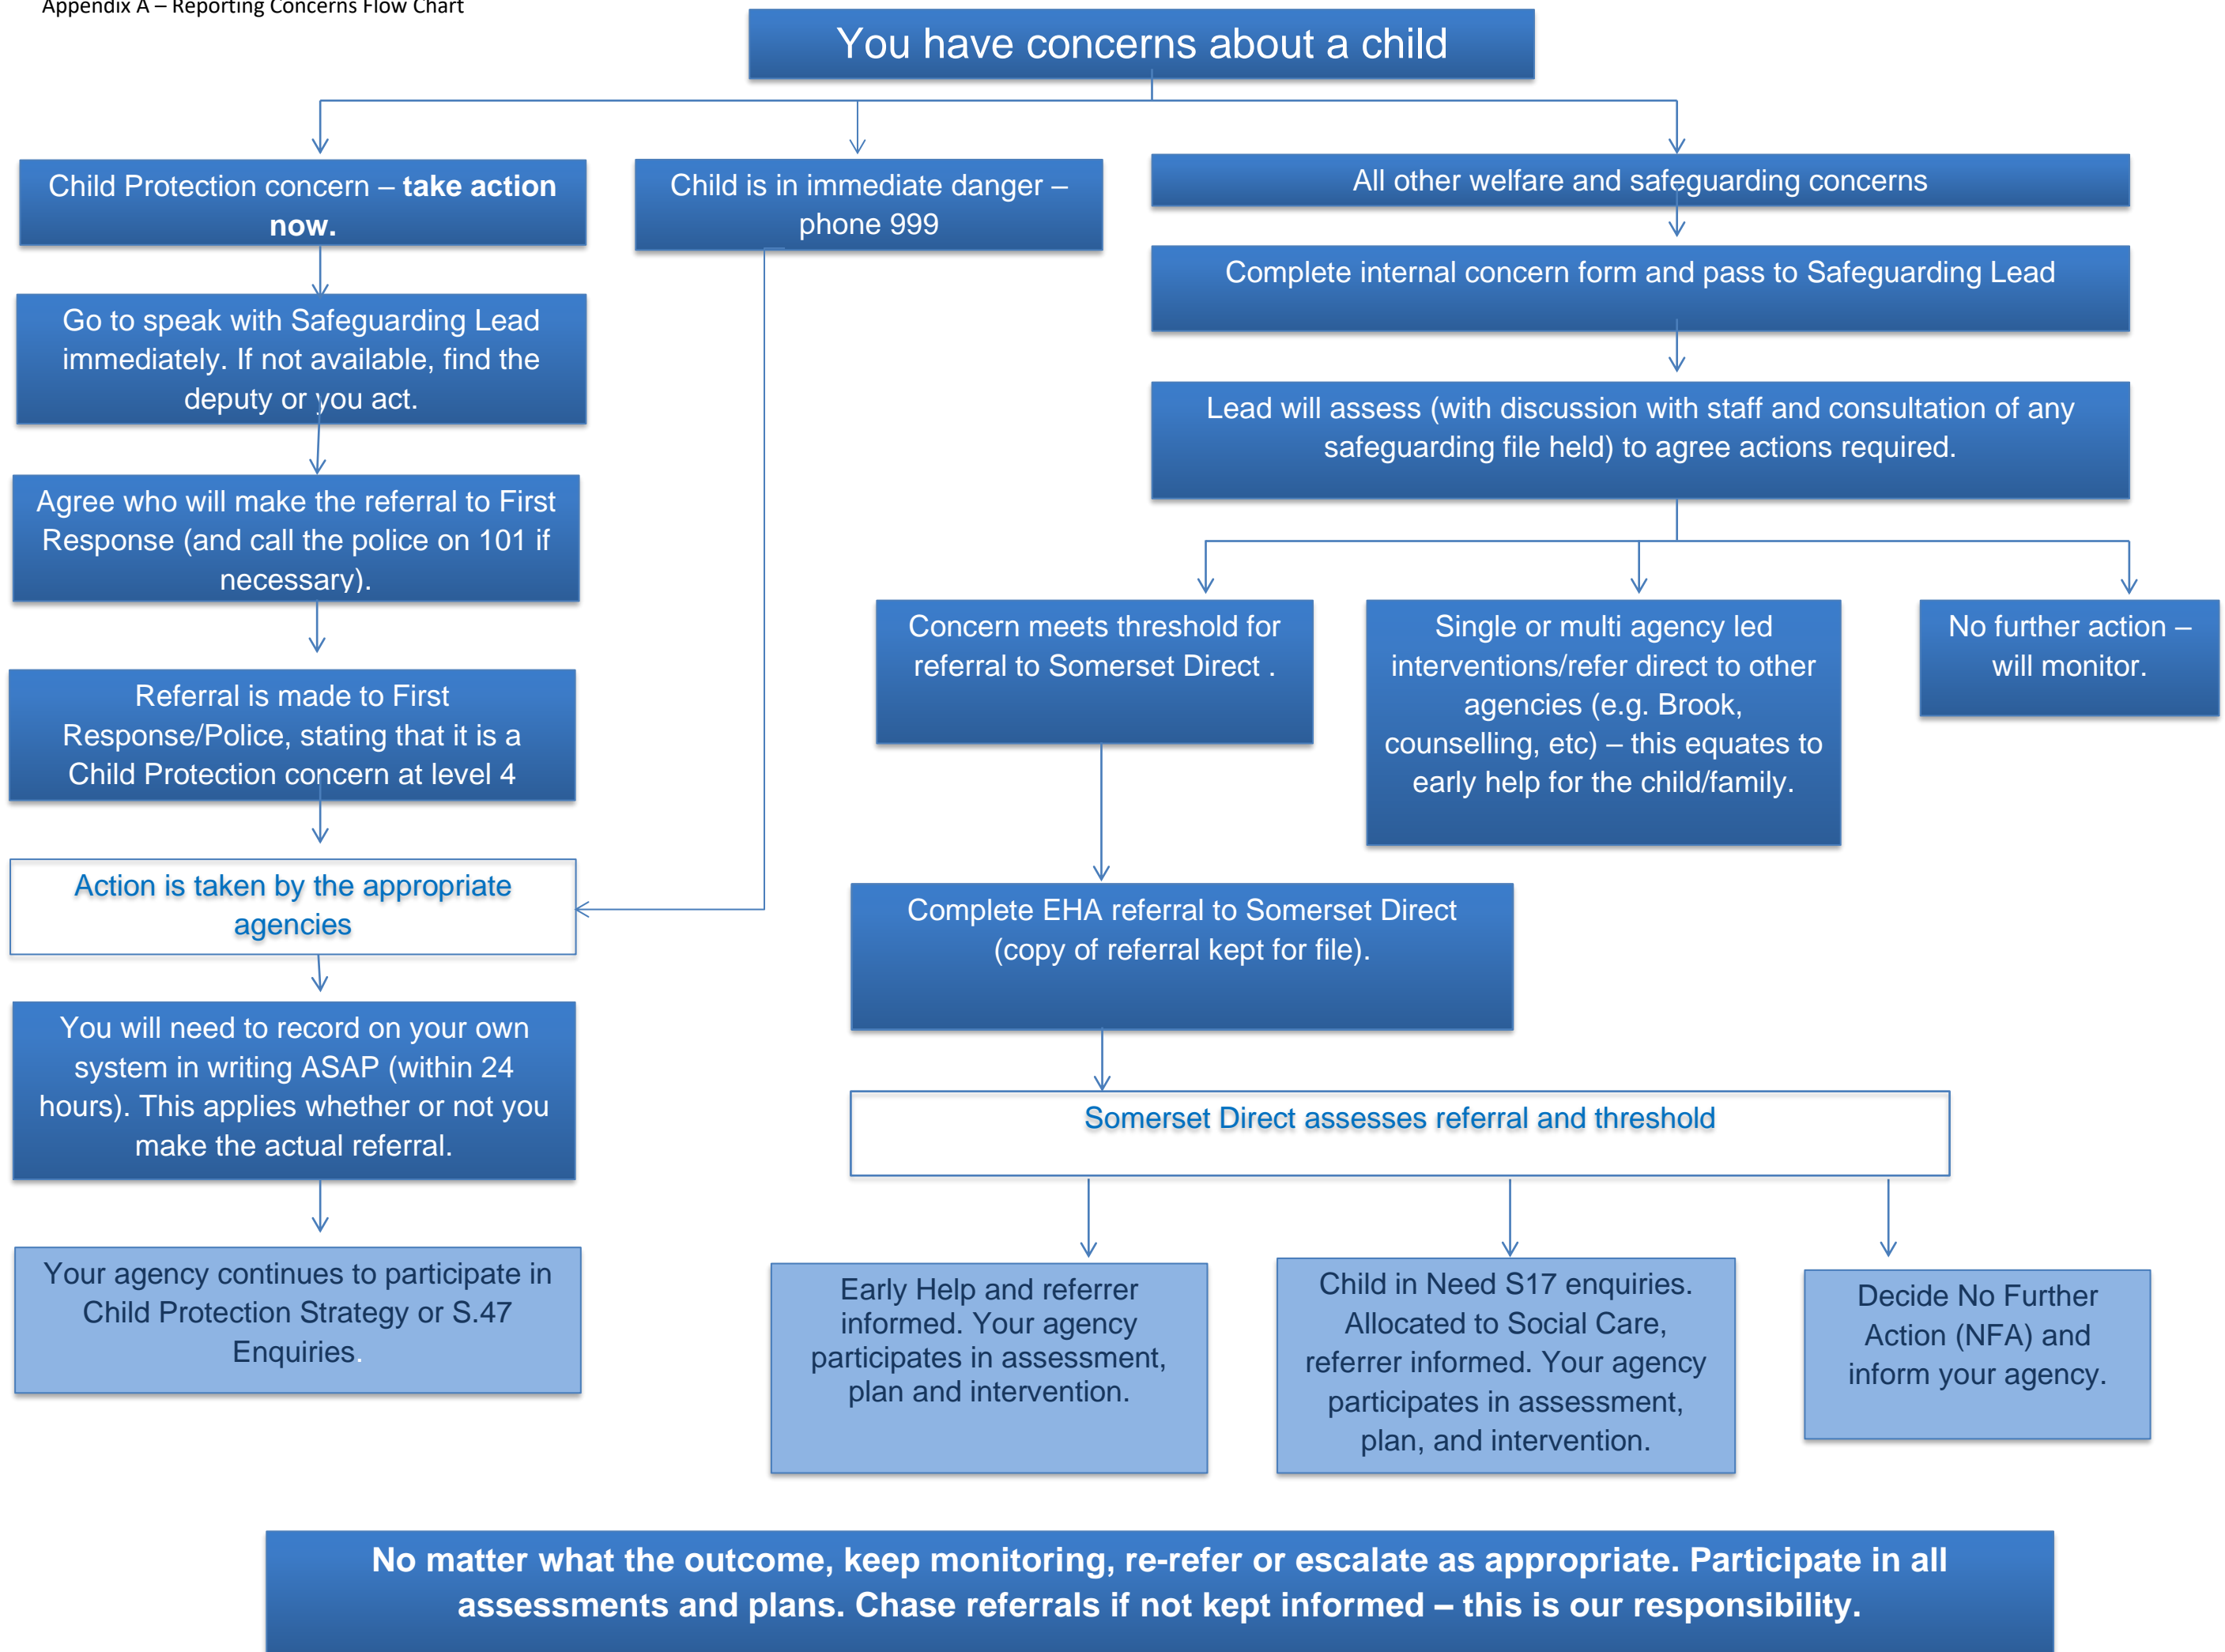 Appendix A – Reporting Concerns Flow Chart
You have concerns about a child
Child Protection concern – take action
now.
Child is in immediate danger –
phone 999
All other welfare and safeguarding concerns
Go to speak with Safeguarding Lead
immediately. If not available, find the
deputy or you act.
Complete internal concern form and pass to Safeguarding Lead
Lead will assess (with discussion with staff and consultation of any
safeguarding file held) to agree actions required.
Agree who will make the referral to First
Response (and call the police on 101 if
necessary).
Referral is made to First
Response/Police, stating that it is a
Child Protection concern at level 4
Concern meets threshold for
referral to Somerset Direct .
Single or multi agency led
interventions/refer direct to other
agencies (e.g. Brook,
counselling, etc) – this equates to
early help for the child/family.
No further action –
will monitor.
Action is taken by the appropriate
agencies
Complete EHA referral to Somerset Direct
(copy of referral kept for file).
You will need to record on your own
system in writing ASAP (within 24
hours). This applies whether or not you
make the actual referral.
Somerset Direct assesses referral and threshold
Your agency continues to participate in
Child Protection Strategy or S.47
Enquiries.
Early Help and referrer
informed. Your agency
participates in assessment,
plan and intervention.
Child in Need S17 enquiries.
Allocated to Social Care,
referrer informed. Your agency
participates in assessment,
plan, and intervention.
Decide No Further
Action (NFA) and
inform your agency.
No matter what the outcome, keep monitoring, re-refer or escalate as appropriate. Participate in all
assessments and plans. Chase referrals if not kept informed – this is our responsibility.